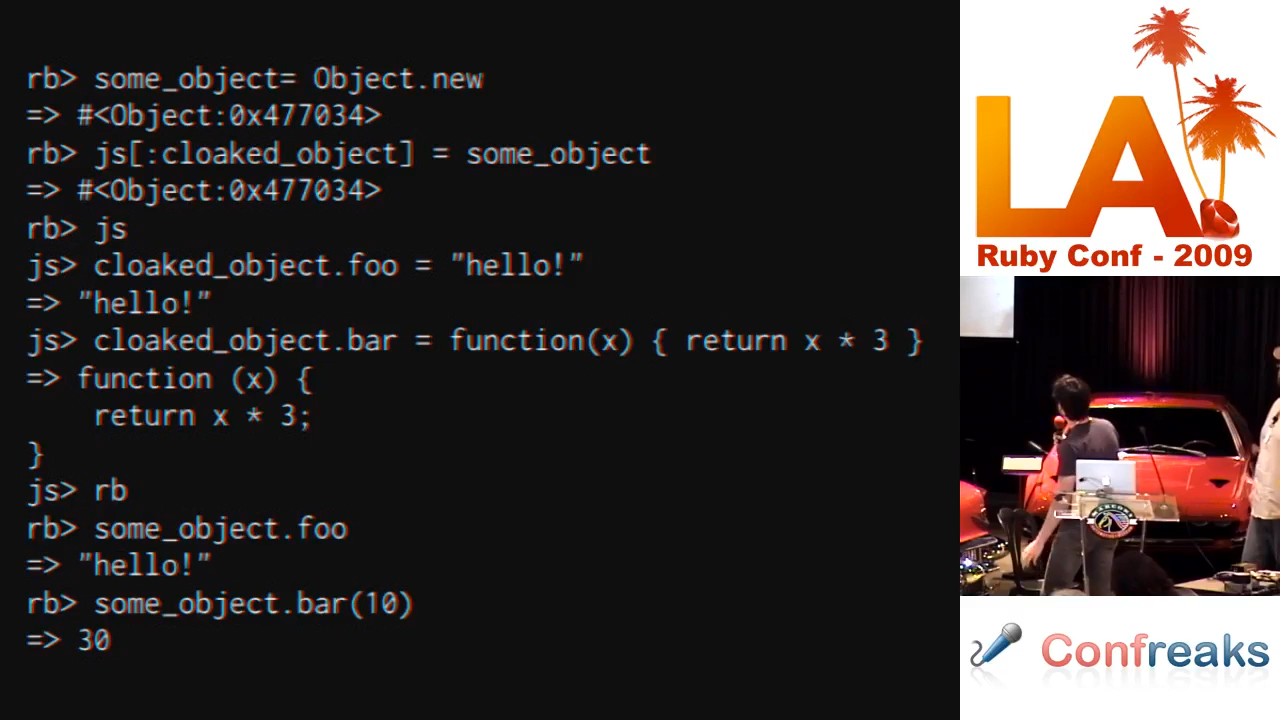 rb> some_object= Object.new
=> #<Object:0x477034>
rb> js[:cloaked_object] = some_object
=> #<Object:0x477034>
rb> js
js> cloaked_object.foo = "hello!"
=> "hello!"
js> cloaked_object.bar = function(x) { return x * 3 }
=> function (x) {
return x * 3;
}
js> rb
rb> some_object.foo
=> "hello!"
rb> some_object.bar(10)
=> 30
LA
Ruby Conf - 2009
Confreaks